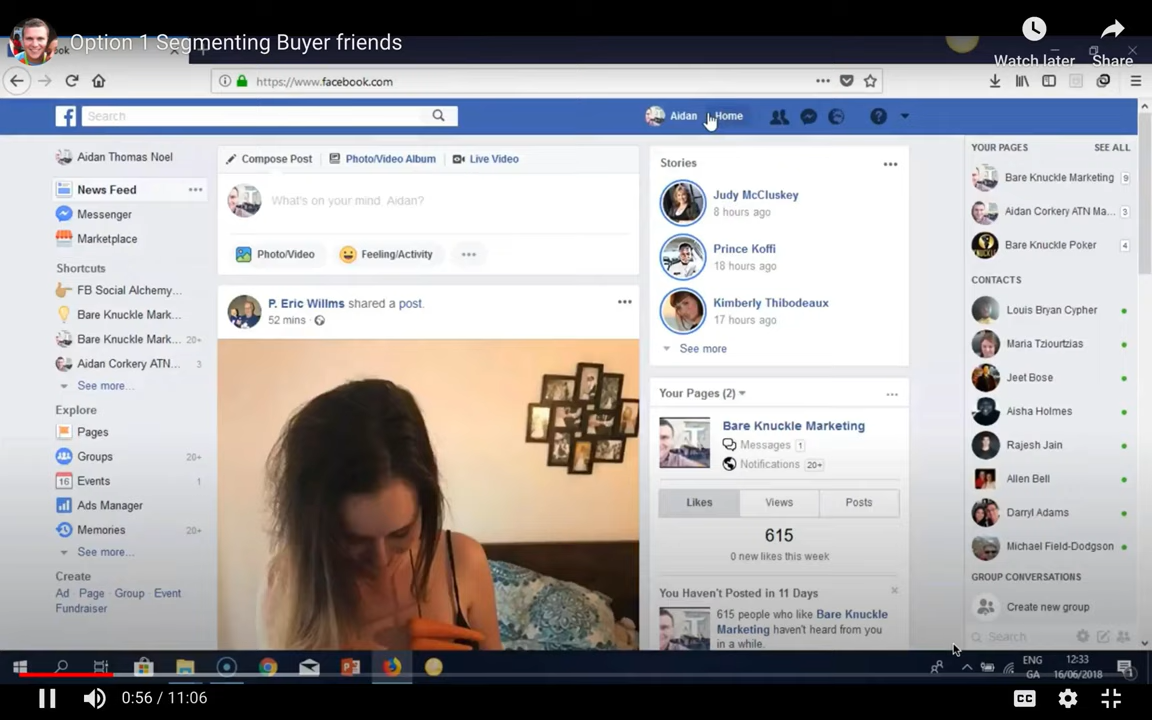 Option 1 Segmenting Buyer friends
Watch later
Share
https://www.facebook.com
Search
Aidan
Home
Aidan Thomas Noel
News Feed
Messenger
Marketplace
Shortcuts
FB Social Alchemy...
Bare Knuckle Mark...
Bare Knuckle Mark... 20+
Aidan Corkery ATN... 3
See more...
Explore
Pages
Groups 20+
16 Events 1
Ads Manager
Memories 20+
See more...
Create
Ad Page Group Event
Fundraiser
Compose Post
Photo/Video Album
Live Video
What's on your mind Aidan?
Photo/Video
Feeling/Activity
P. Eric Willms shared a post.
52 mins
Stories
Judy McCluskey
8 hours ago
Prince Koffi
18 hours ago
Kimberly Thibodeaux
17 hours ago
See more
Your Pages (2)
Bare Knuckle Marketing
Messages 1
Notifications 20+
Likes Views Posts
615
0 new likes this week
You Haven't Posted in 11 Days
615 people who like Bare Knuckle
Marketing haven't heard from you
in a while.
YOUR PAGES SEE ALL
Bare Knuckle Marketing 9
Aidan Corkery ATN Ma... 3
Bare Knuckle Poker 4
CONTACTS
Louis Bryan Cypher
Maria Tziourtzias
Jeet Bose
Aisha Holmes
Rajesh Jain
Allen Bell
Darryl Adams
Michael Field-Dodgson
GROUP CONVERSATIONS
Create new group
Search
ENG
GA
12:33
16/06/2018
0:56 / 11:06
CC